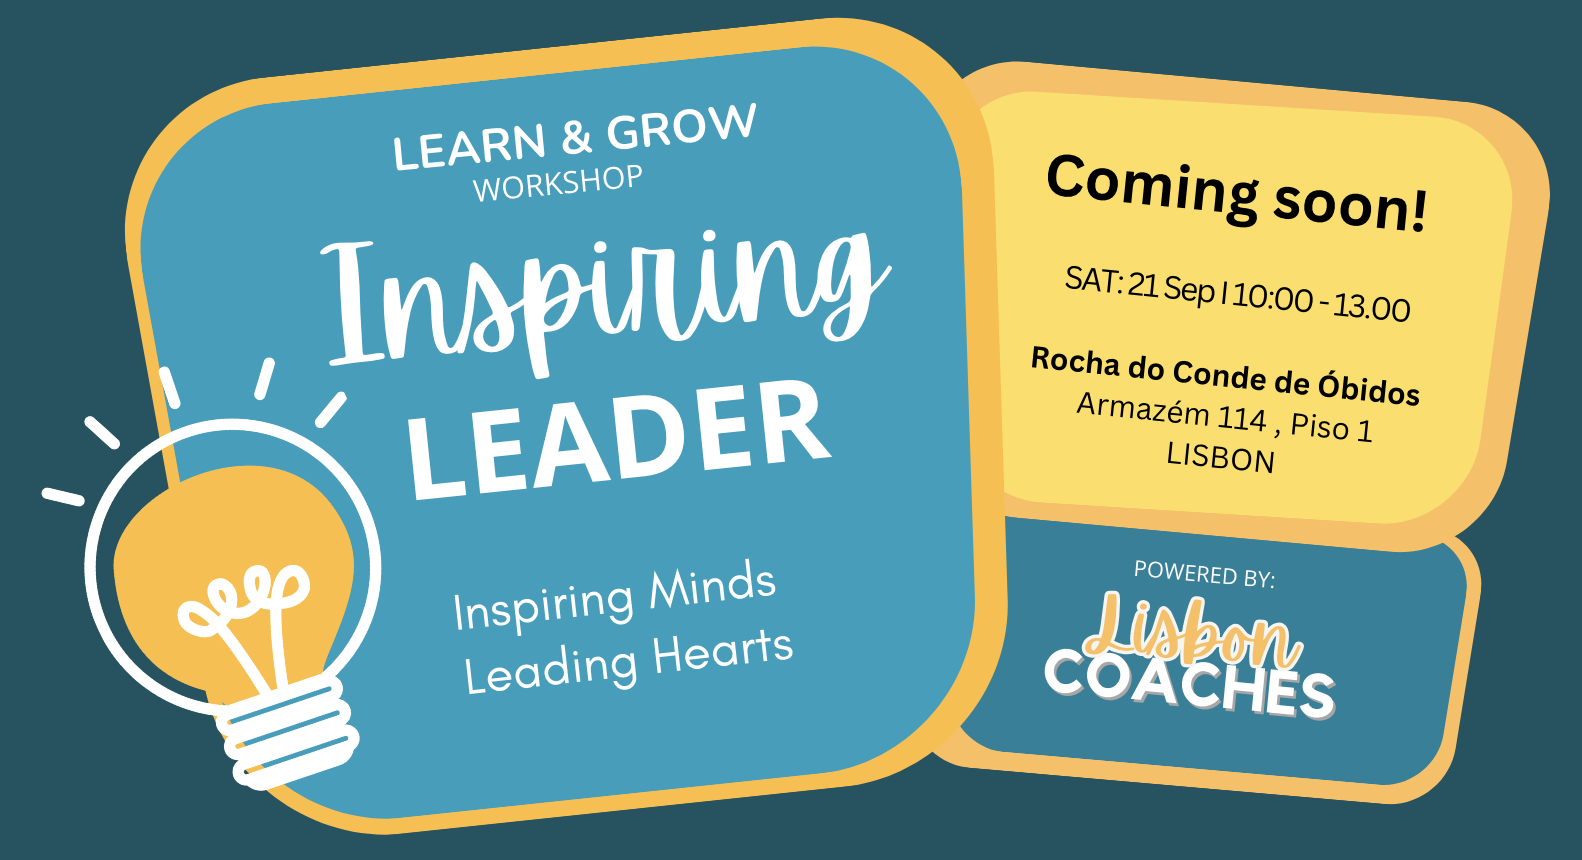 LEARN & GROW
WORKSHOP
Inspiring
LEADER
Inspiring Minds
Leading Hearts
Coming soon!
SAT: 21 Sep I 10:00 - 13.00
Rocha do Conde de Óbidos
Armazém 114 , Piso 1
LISBON
POWERED BY:
Lisbon
COACHES